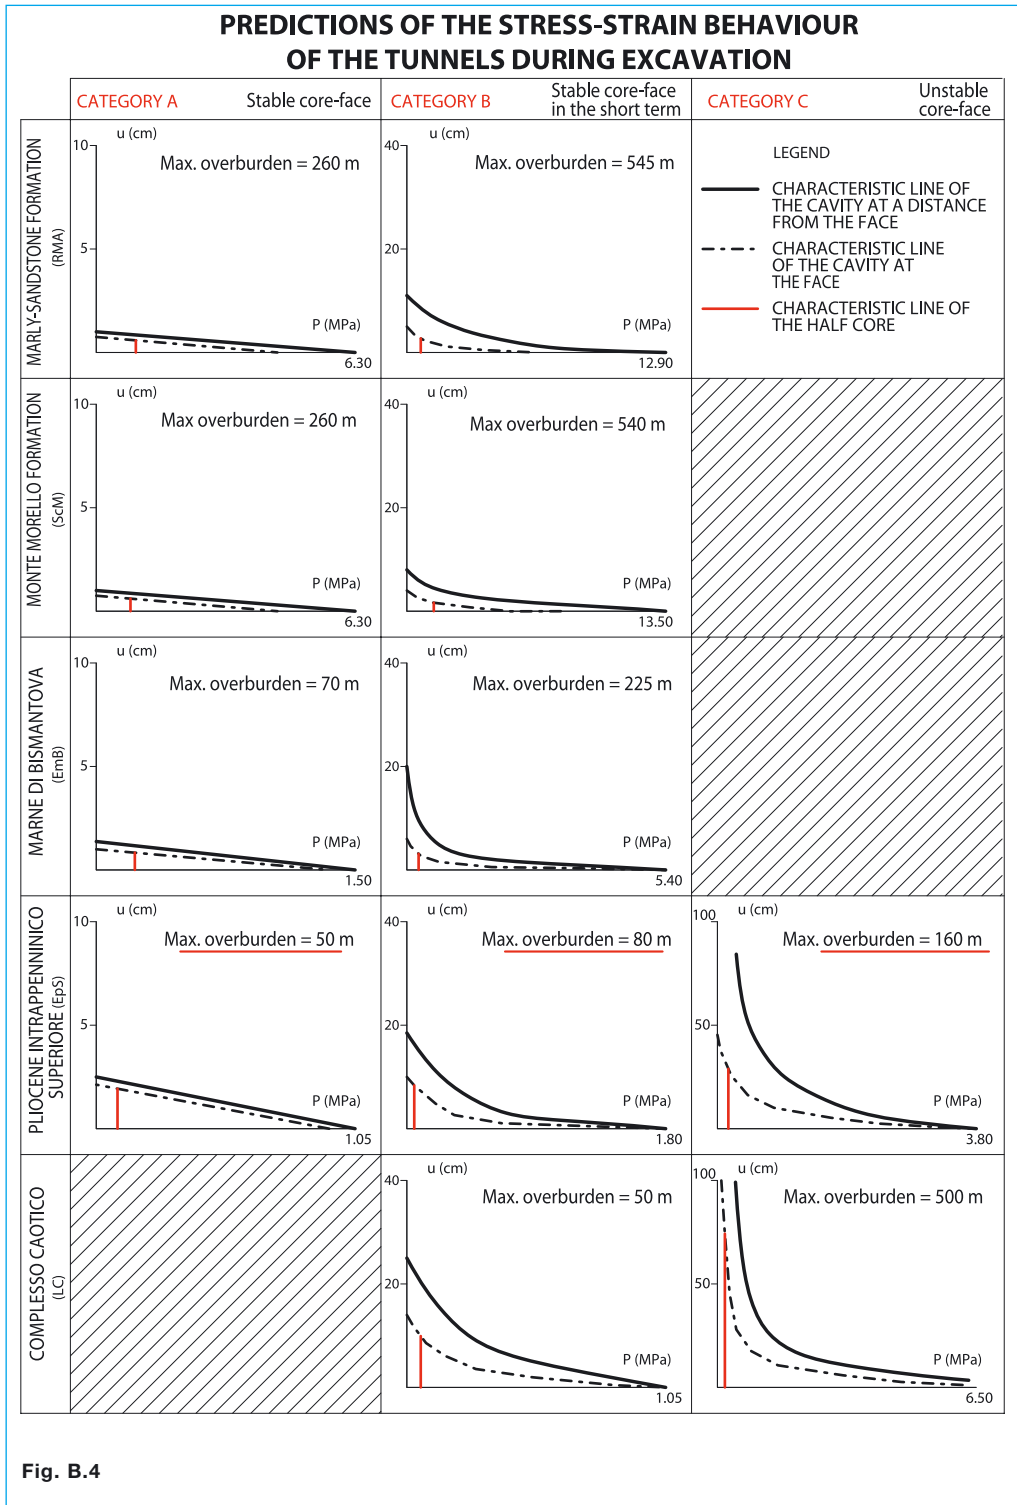 PREDICTIONS OF THE STRESS-STRAIN BEHAVIOUR
OF THE TUNNELS DURING EXCAVATION
CATEGORY A
Stable core-face
CATEGORY B
Stable core-face
in the short term
CATEGORY C
Unstable
core-face
MARLY-SANDSTONE FORMATION
(RMA)
u (cm)
10
Max. overburden = 260 m
5
P (MPa)
6.30
u (cm)
40
Max. overburden = 545 m
20
P (MPa)
12.90
LEGEND
CHARACTERISTIC LINE OF
THE CAVITY AT A DISTANCE
FROM THE FACE
CHARACTERISTIC LINE
OF THE CAVITY AT
THE FACE
CHARACTERISTIC LINE OF
THE HALF CORE
MONTE MORELLO FORMATION
(ScM)
u (cm)
10
Max overburden = 260 m
5
P (MPa)
6.30
u (cm)
40
Max overburden = 540 m
20
P (MPa)
13.50
MARNE DI BISMANTOVA
(EmB)
u (cm)
10
Max. overburden = 70 m
5
P (MPa)
1.50
u (cm)
40
Max. overburden = 225 m
20
P (MPa)
5.40
PLIOCENE INTRAPPENNINICO
SUPERIORE (EpS)
u (cm)
10
Max. overburden = 50 m
5
P (MPa)
1.05
u (cm)
40
Max. overburden = 80 m
20
P (MPa)
1.80
u (cm)
100
Max. overburden = 160 m
50
P (MPa)
3.80
COMPLESSO CAOTICO
(LC)
u (cm)
40
Max. overburden = 50 m
20
P (MPa)
1.05
u (cm)
100
Max. overburden = 500 m
50
P (MPa)
6.50
Fig. B.4